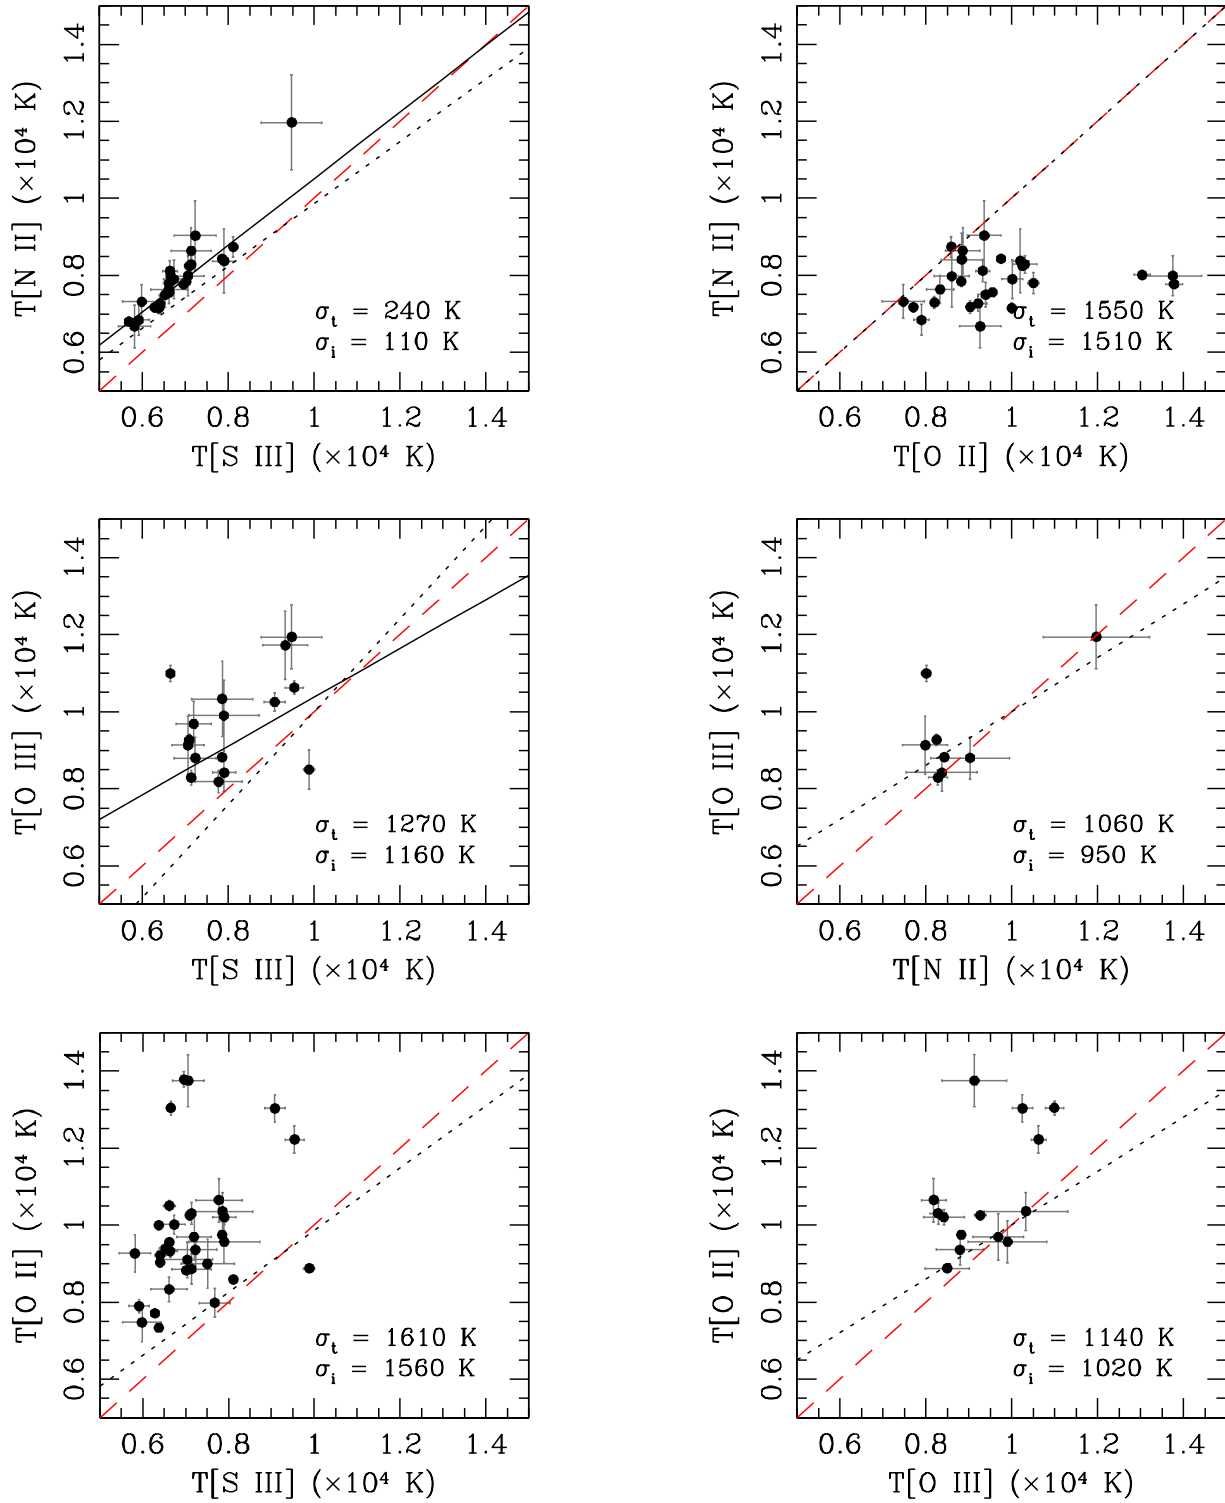 T[N II] (×10⁴ K)
1.4
1.2
1
0.8
0.6
σt = 240 K
σi = 110 K
0.6 0.8 1 1.2 1.4
T[S III] (×10⁴ K)
T[N II] (×10⁴ K)
1.4
1.2
1
0.8
0.6
σt = 1550 K
σi = 1510 K
0.6 0.8 1 1.2 1.4
T[O II] (×10⁴ K)
T[O III] (×10⁴ K)
1.4
1.2
1
0.8
0.6
σt = 1270 K
σi = 1160 K
0.6 0.8 1 1.2 1.4
T[S III] (×10⁴ K)
T[O III] (×10⁴ K)
1.4
1.2
1
0.8
0.6
σt = 1060 K
σi = 950 K
0.6 0.8 1 1.2 1.4
T[N II] (×10⁴ K)
T[O II] (×10⁴ K)
1.4
1.2
1
0.8
0.6
σt = 1610 K
σi = 1560 K
0.6 0.8 1 1.2 1.4
T[S III] (×10⁴ K)
T[O II] (×10⁴ K)
1.4
1.2
1
0.8
0.6
σt = 1140 K
σi = 1020 K
0.6 0.8 1 1.2 1.4
T[O III] (×10⁴ K)